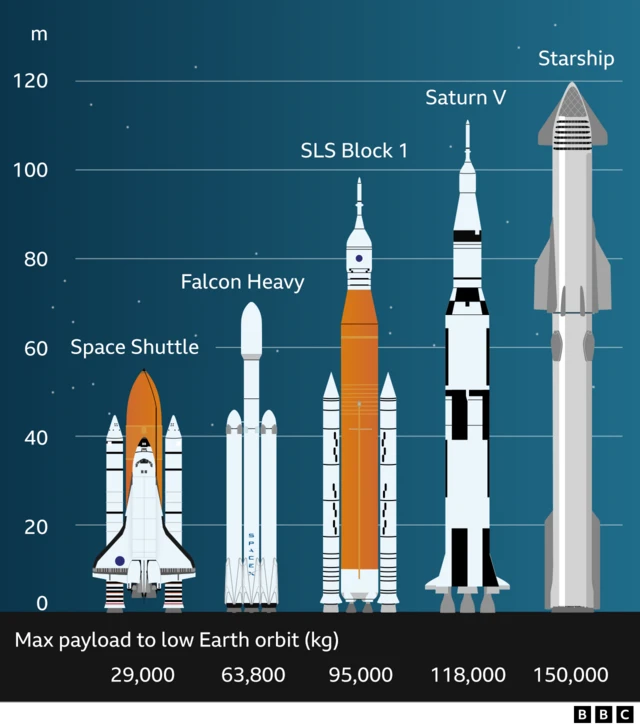 m
120
100
80
60
40
20
0
Space Shuttle
Falcon Heavy
SLS Block 1
Saturn V
Starship
SPACEX
Max payload to low Earth orbit (kg)
29,000 63,800 95,000 118,000 150,000
BBC